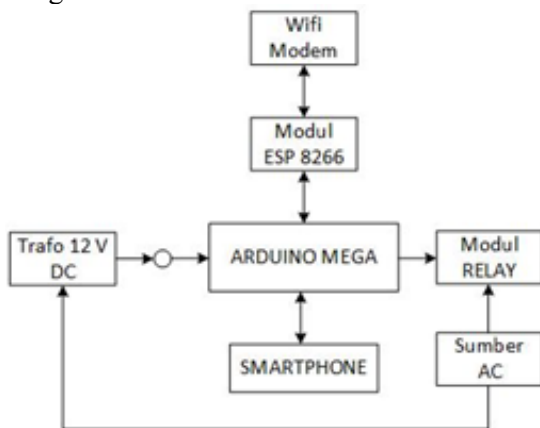 Wifi
Modem
Modul
ESP 8266
Trafo 12 V
DC
ARDUINO MEGA
Modul
RELAY
SMARTPHONE
Sumber
AC